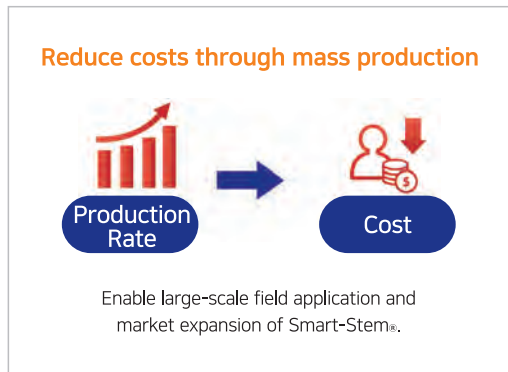 Reduce costs through mass production
$
Production
Rate
Cost
Enable large-scale field application and
market expansion of Smart-Stem®.